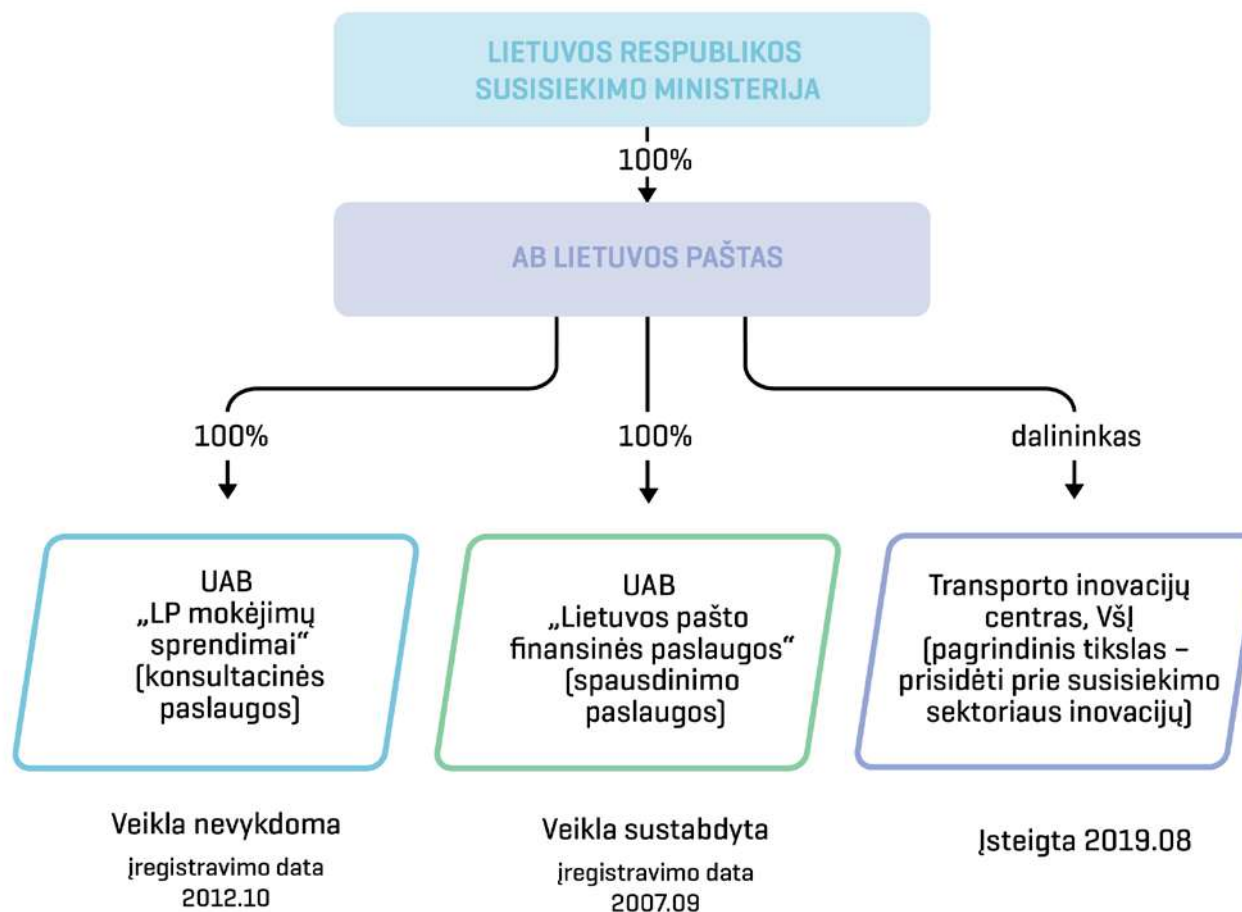 LIETUVOS RESPUBLIKOS
SUSISIEKIMO MINISTERIJA
100%
AB LIETUVOS PAŠTAS
100%
100%
dalininkas
UAB
„LP mokėjimų
sprendimai“
(konsultacinės
paslaugos)
UAB
„Lietuvos pašto
finansinės paslaugos“
(spausdinimo
paslaugos)
Transporto inovacijų
centras, VšĮ
(pagrindinis tikslas –
prisidėti prie susisiekimo
sektoriaus inovacijų)
Veikla nevykdoma
įregistravimo data
2012.10
Veikla sustabdyta
įregistravimo data
2007.09
Įsteigta 2019.08